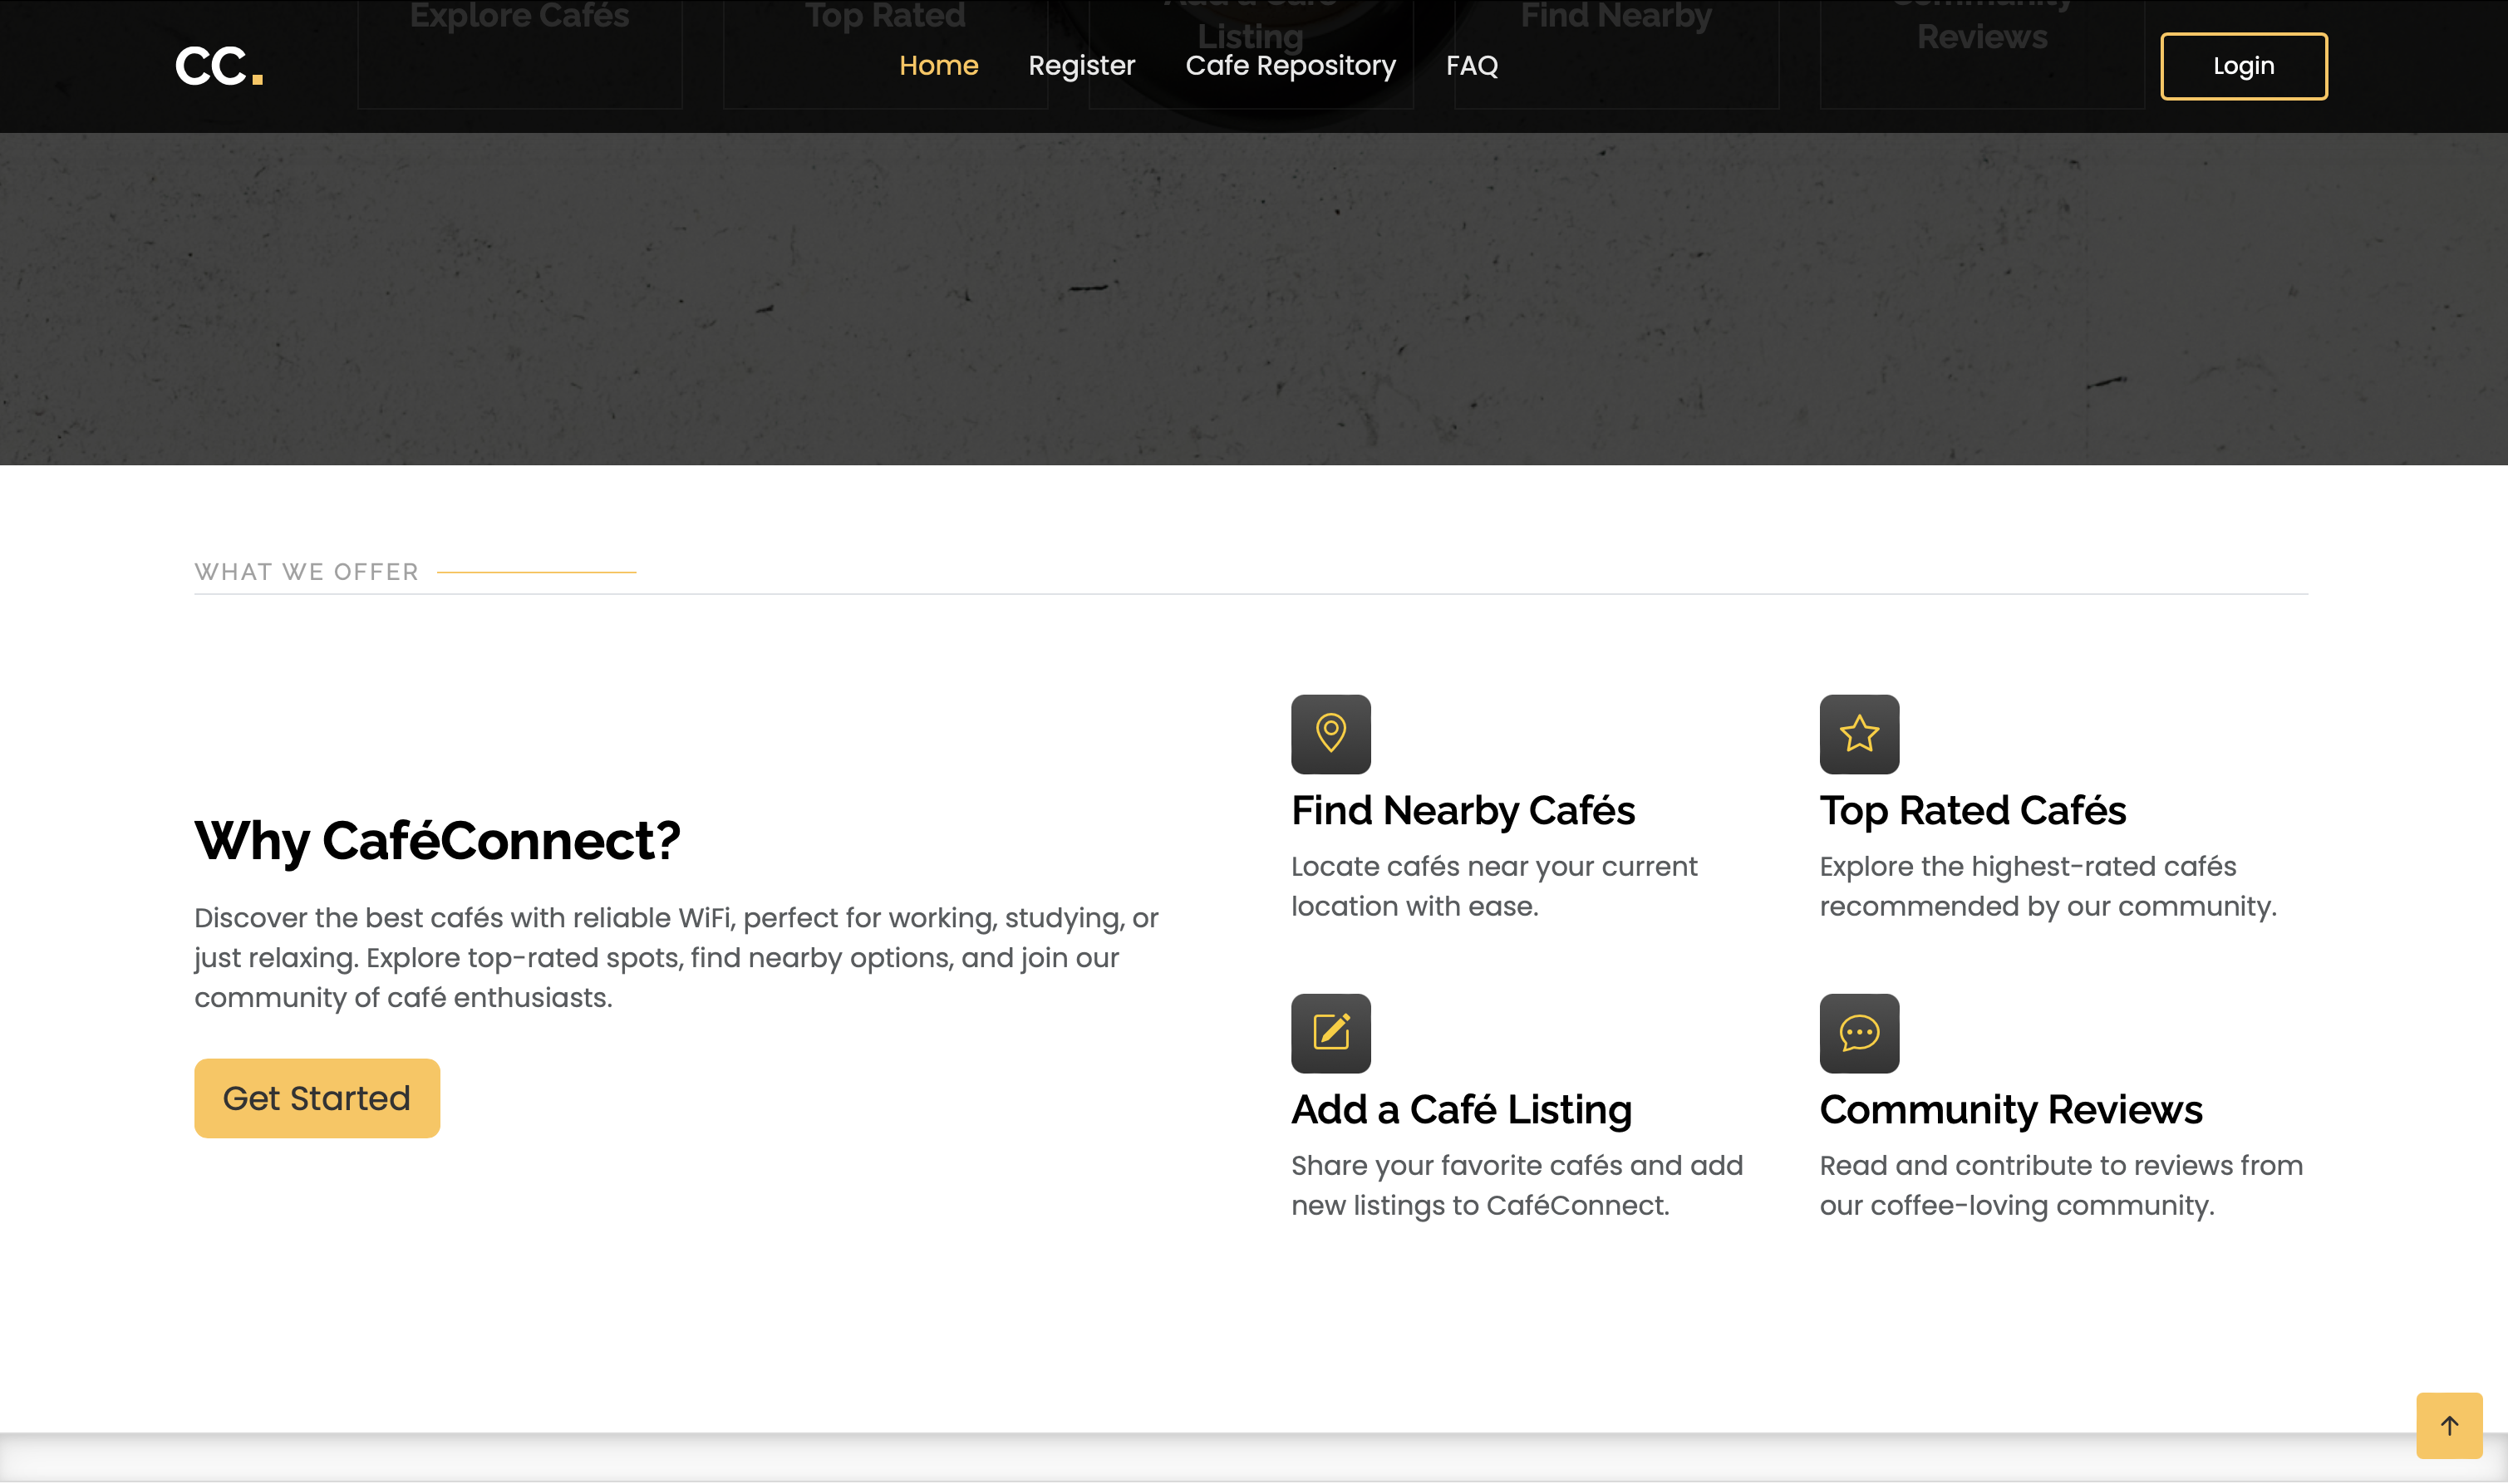 Explore Cafés
Top Rated
Listing
Find Nearby
Community
Reviews
CC.
Home
Register
Cafe Repository
FAQ
Login
WHAT WE OFFER
Why CaféConnect?
Discover the best cafés with reliable WiFi, perfect for working, studying, or
just relaxing. Explore top-rated spots, find nearby options, and join our
community of café enthusiasts.
Get Started
Find Nearby Cafés
Locate cafés near your current
location with ease.
Top Rated Cafés
Explore the highest-rated cafés
recommended by our community.
Add a Café Listing
Share your favorite cafés and add
new listings to CaféConnect.
Community Reviews
Read and contribute to reviews from
our coffee-loving community.